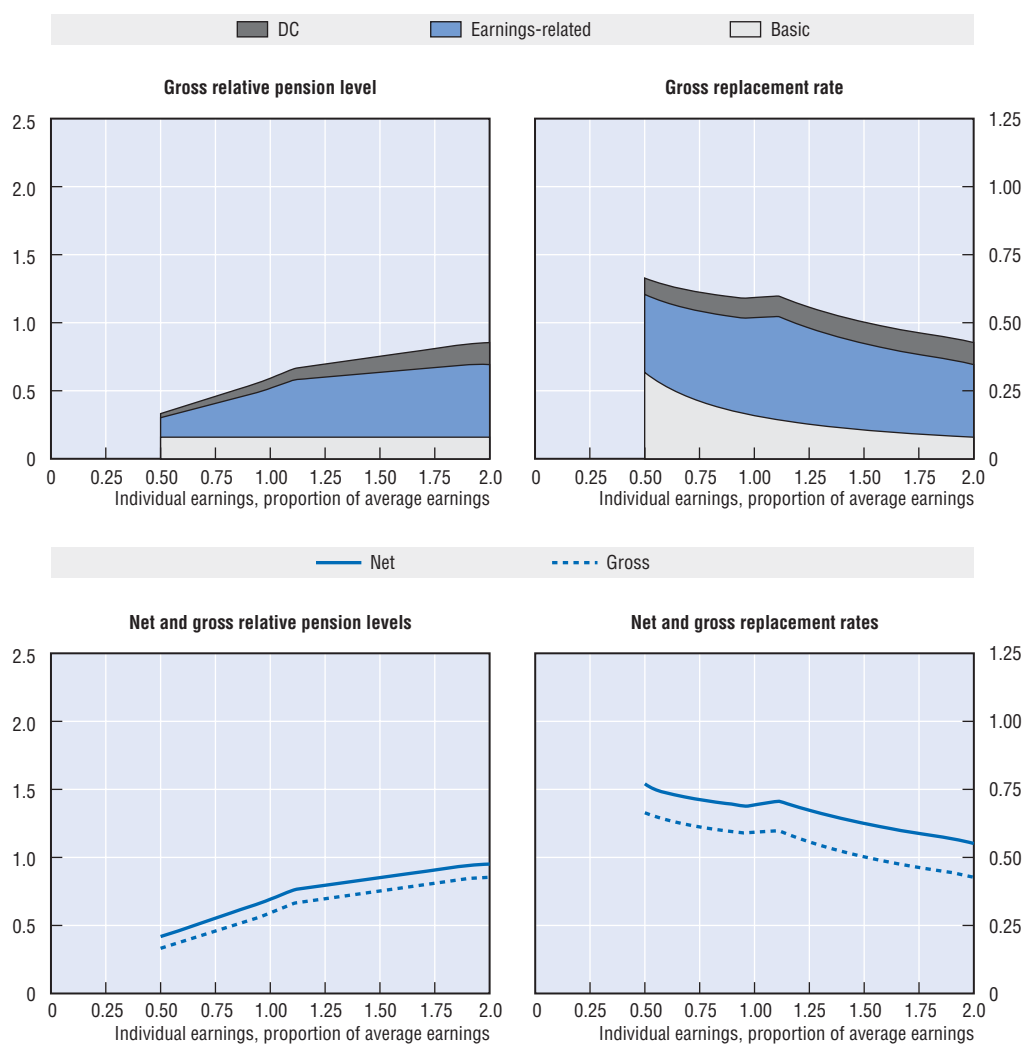 DC Earnings-related Basic
Gross relative pension level
2.5
2.0
1.5
1.0
0.5
0
0 0.25 0.50 0.75 1.00 1.25 1.50 1.75 2.0
Individual earnings, proportion of average earnings
Gross replacement rate
1.25
1.00
0.75
0.50
0.25
0
0 0.25 0.50 0.75 1.00 1.25 1.50 1.75 2.0
Individual earnings, proportion of average earnings
Net Gross
Net and gross relative pension levels
2.5
2.0
1.5
1.0
0.5
0
0 0.25 0.50 0.75 1.00 1.25 1.50 1.75 2.0
Individual earnings, proportion of average earnings
Net and gross replacement rates
1.25
1.00
0.75
0.50
0.25
0
0 0.25 0.50 0.75 1.00 1.25 1.50 1.75 2.0
Individual earnings, proportion of average earnings